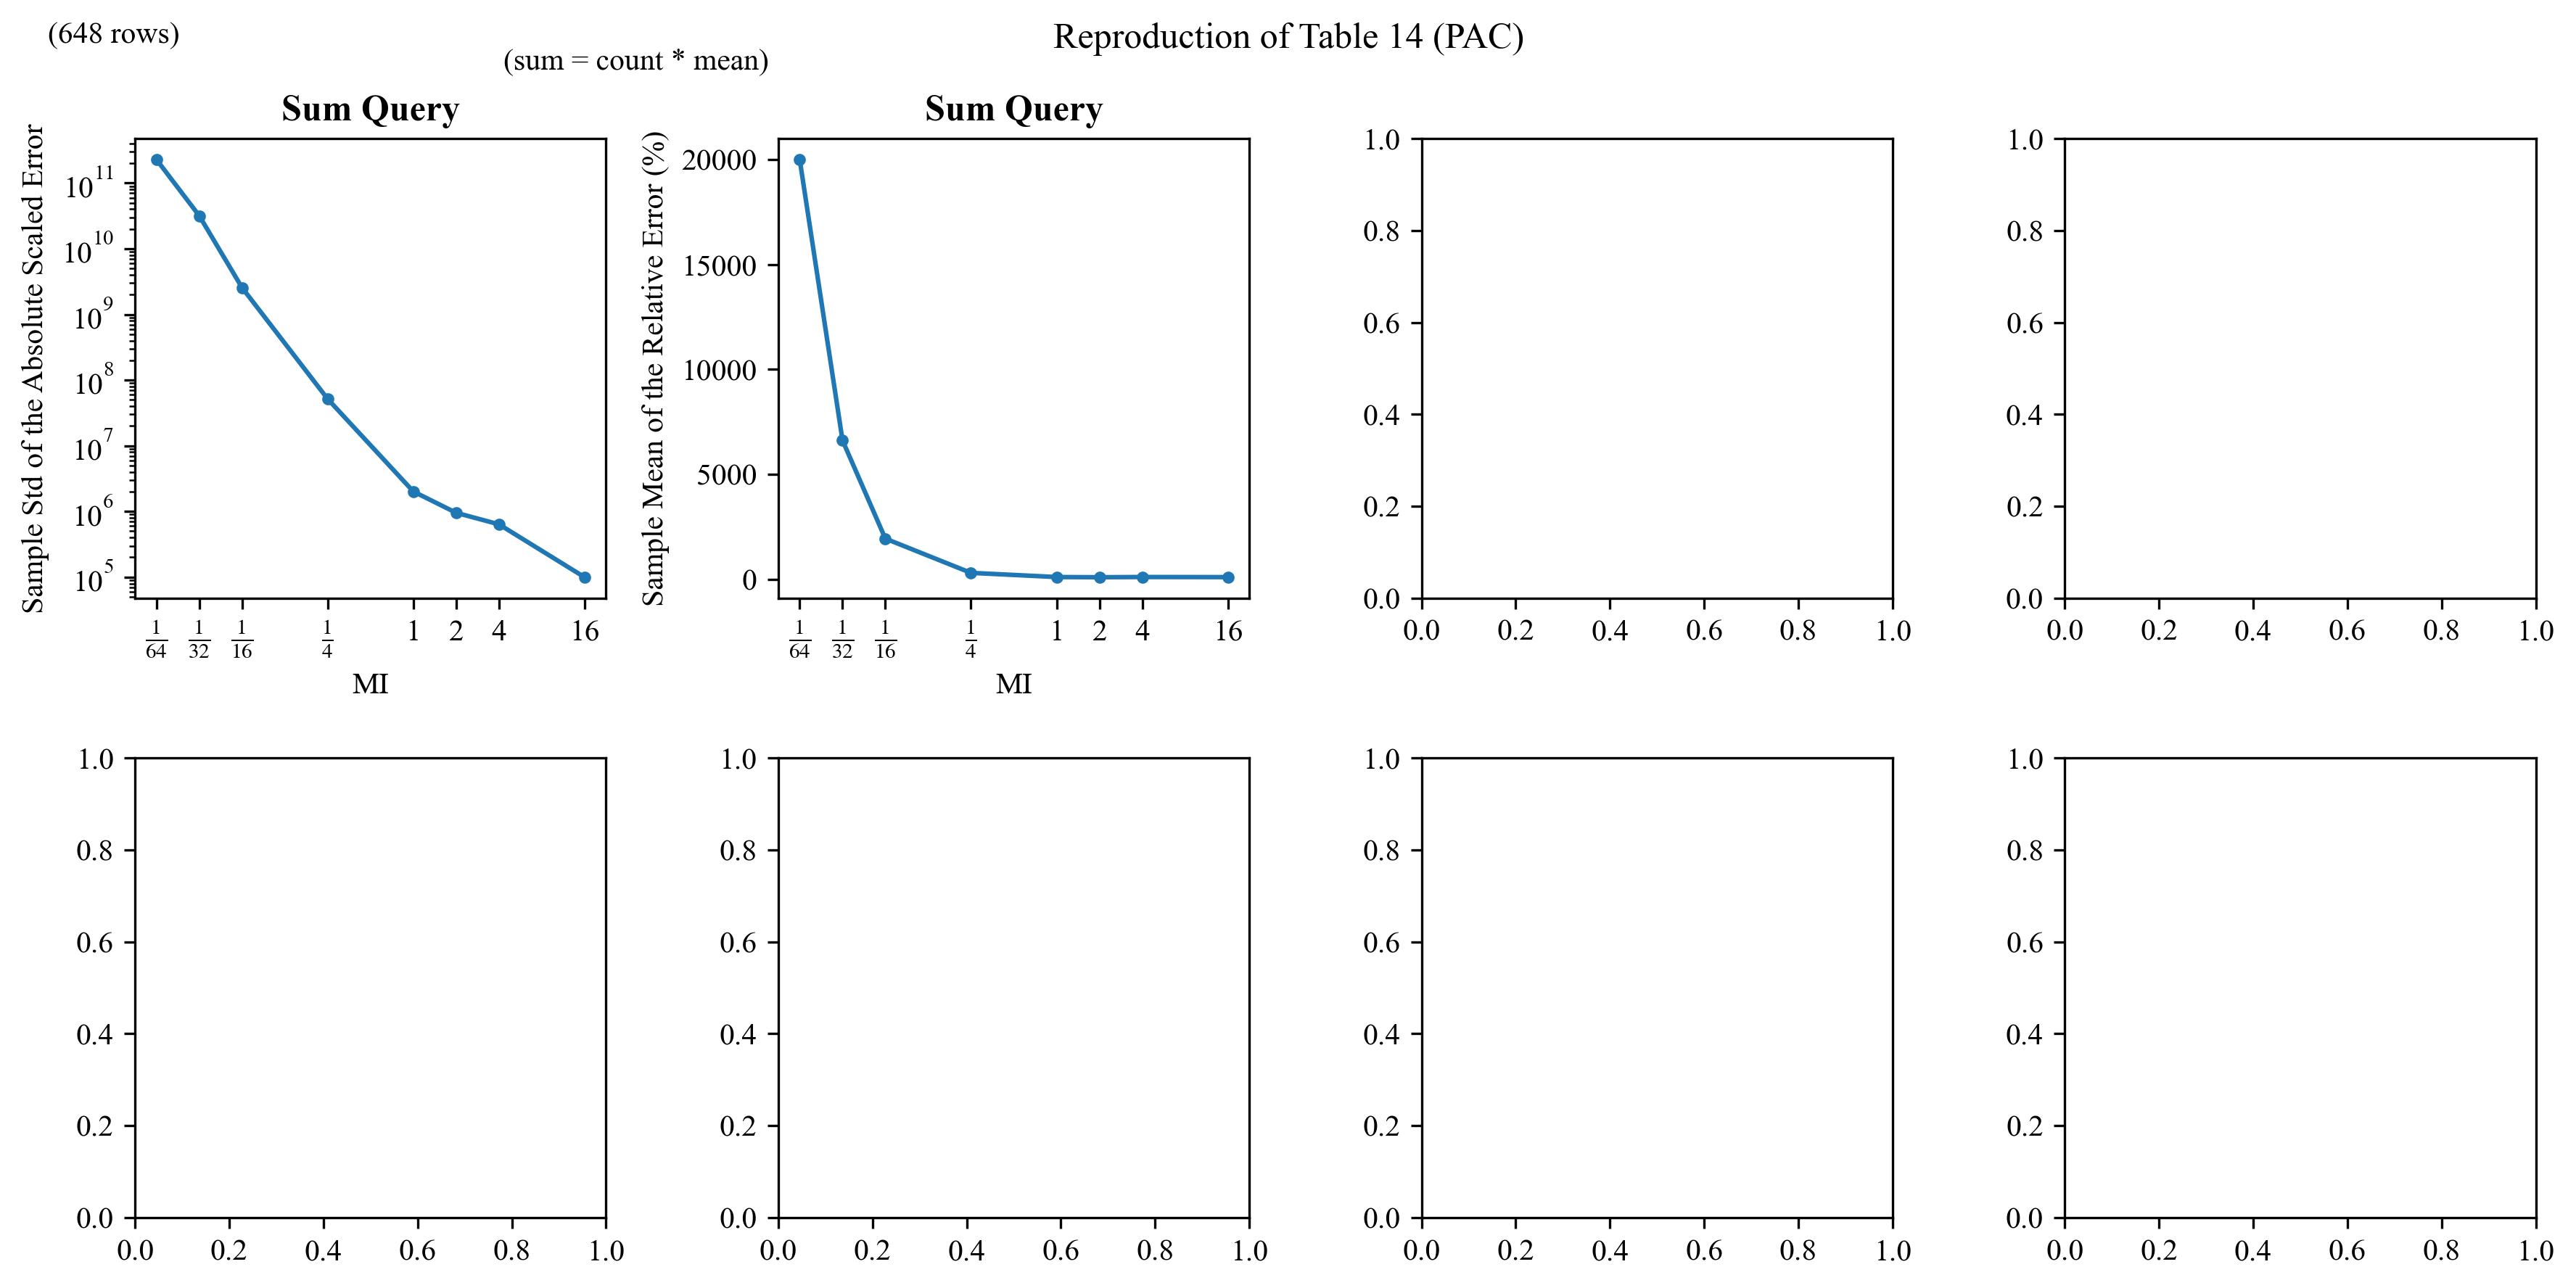 (648 rows)
Reproduction of Table 14 (PAC)
(sum = count * mean)
Sum Query
Sample Std of the Absolute Scaled Error
10^11
10^10
10^9
10^8
10^7
10^6
10^5
1/64 1/32 1/16 1/4 1 2 4 16
MI
Sum Query
Sample Mean of the Relative Error (%)
20000
15000
10000
5000
0
1/64 1/32 1/16 1/4 1 2 4 16
MI
1.0
0.8
0.6
0.4
0.2
0.0
0.0 0.2 0.4 0.6 0.8 1.0
1.0
0.8
0.6
0.4
0.2
0.0
0.0 0.2 0.4 0.6 0.8 1.0
1.0
0.8
0.6
0.4
0.2
0.0
0.0 0.2 0.4 0.6 0.8 1.0
1.0
0.8
0.6
0.4
0.2
0.0
0.0 0.2 0.4 0.6 0.8 1.0
1.0
0.8
0.6
0.4
0.2
0.0
0.0 0.2 0.4 0.6 0.8 1.0
1.0
0.8
0.6
0.4
0.2
0.0
0.0 0.2 0.4 0.6 0.8 1.0